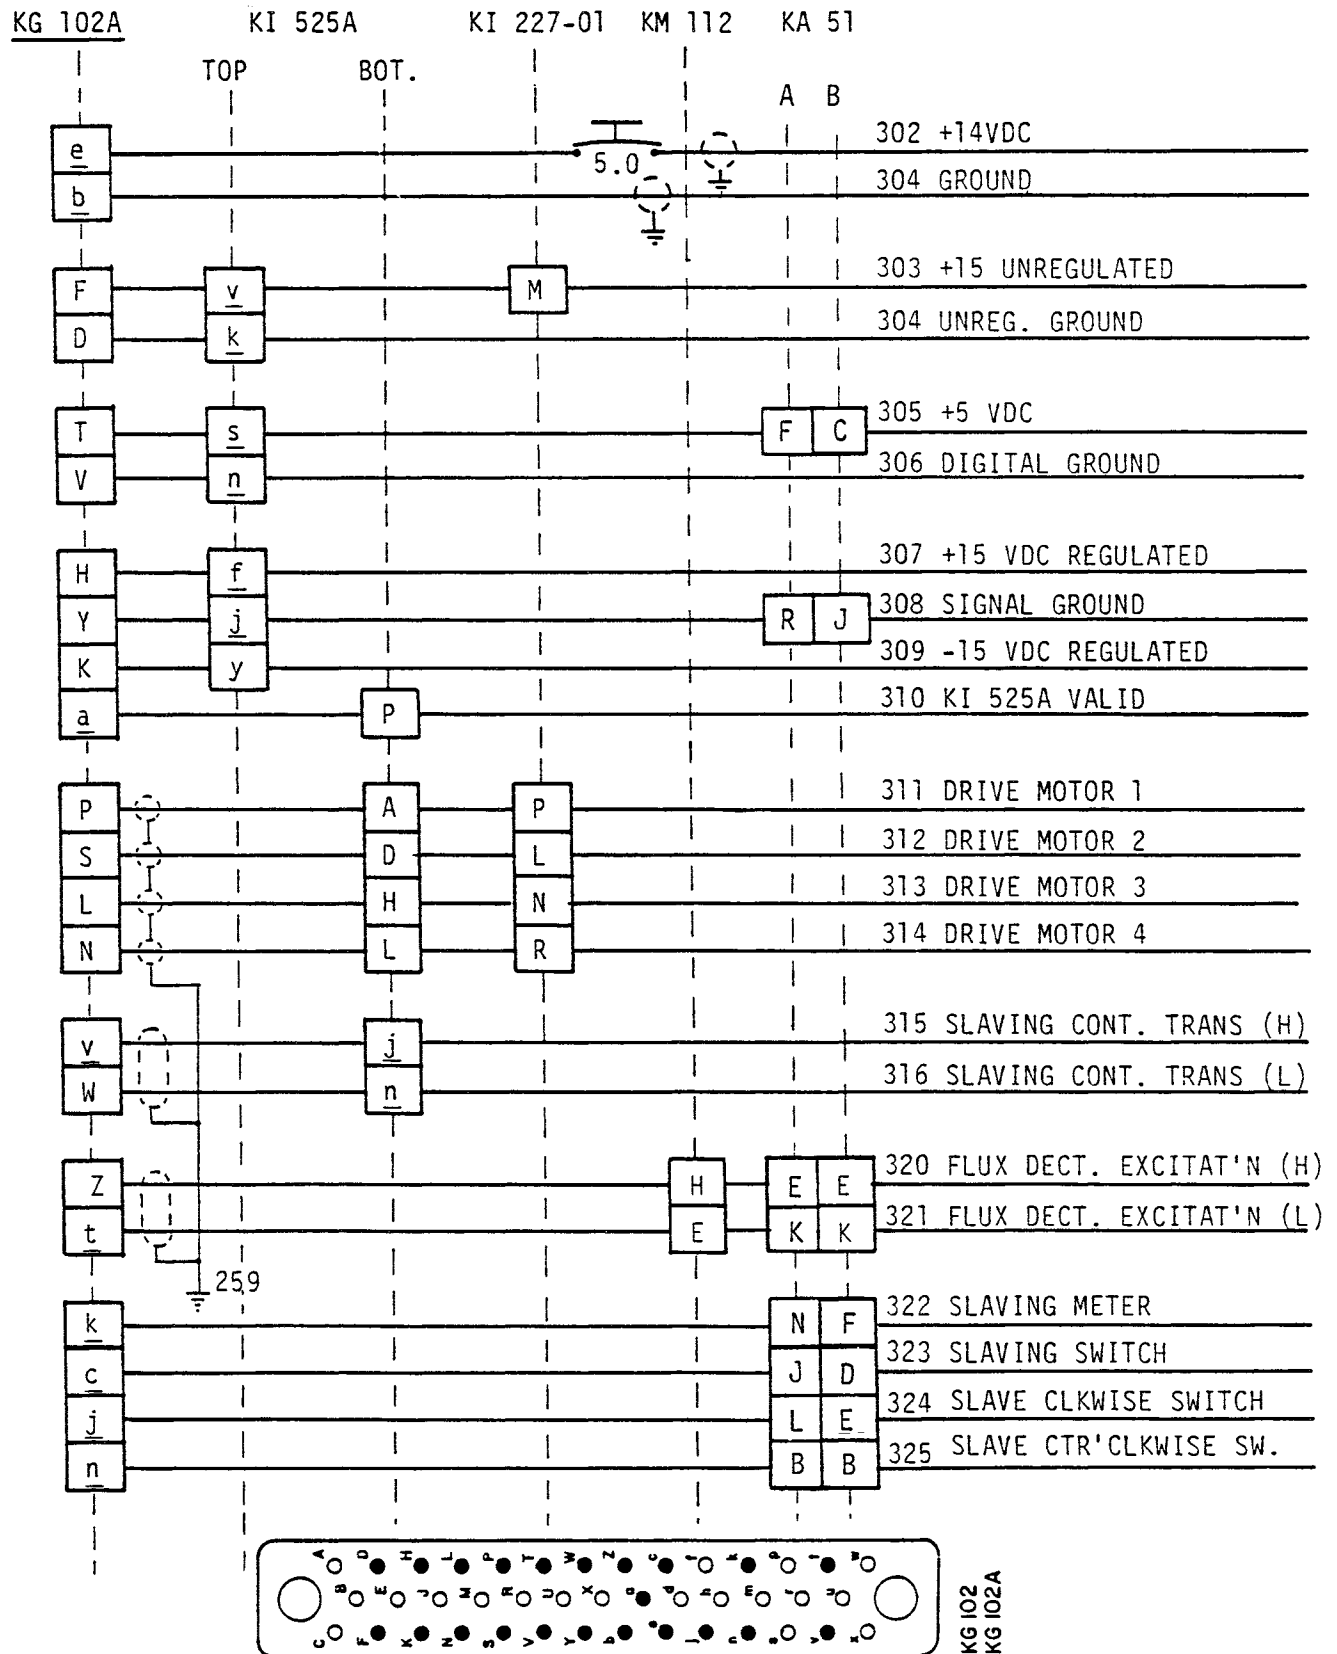 KG 102A KI 525A KI 227-01 KM 112 KA 51
TOP BOT.
A B
e 5.0 302 +14VDC
b 304 GROUND
F v M 303 +15 UNREGULATED
D k 304 UNREG. GROUND
T s F C 305 +5 VDC
V n 306 DIGITAL GROUND
H f 307 +15 VDC REGULATED
Y j R J 308 SIGNAL GROUND
K y 309 -15 VDC REGULATED
a P 310 KI 525A VALID
P A P 311 DRIVE MOTOR 1
S D L 312 DRIVE MOTOR 2
L H N 313 DRIVE MOTOR 3
N L R 314 DRIVE MOTOR 4
v j 315 SLAVING CONT. TRANS (H)
W n 316 SLAVING CONT. TRANS (L)
Z H E E 320 FLUX DECT. EXCITAT'N (H)
t E K K 321 FLUX DECT. EXCITAT'N (L)
259
k N F 322 SLAVING METER
c J D 323 SLAVING SWITCH
j L E 324 SLAVE CLKWISE SWITCH
n B B 325 SLAVE CTR'CLKWISE SW.
A D H L P T W Z c f k p t w
B E J M R U X a d h m r u
C F K N S V Y b e j n s v x
KG 102
KG 102A